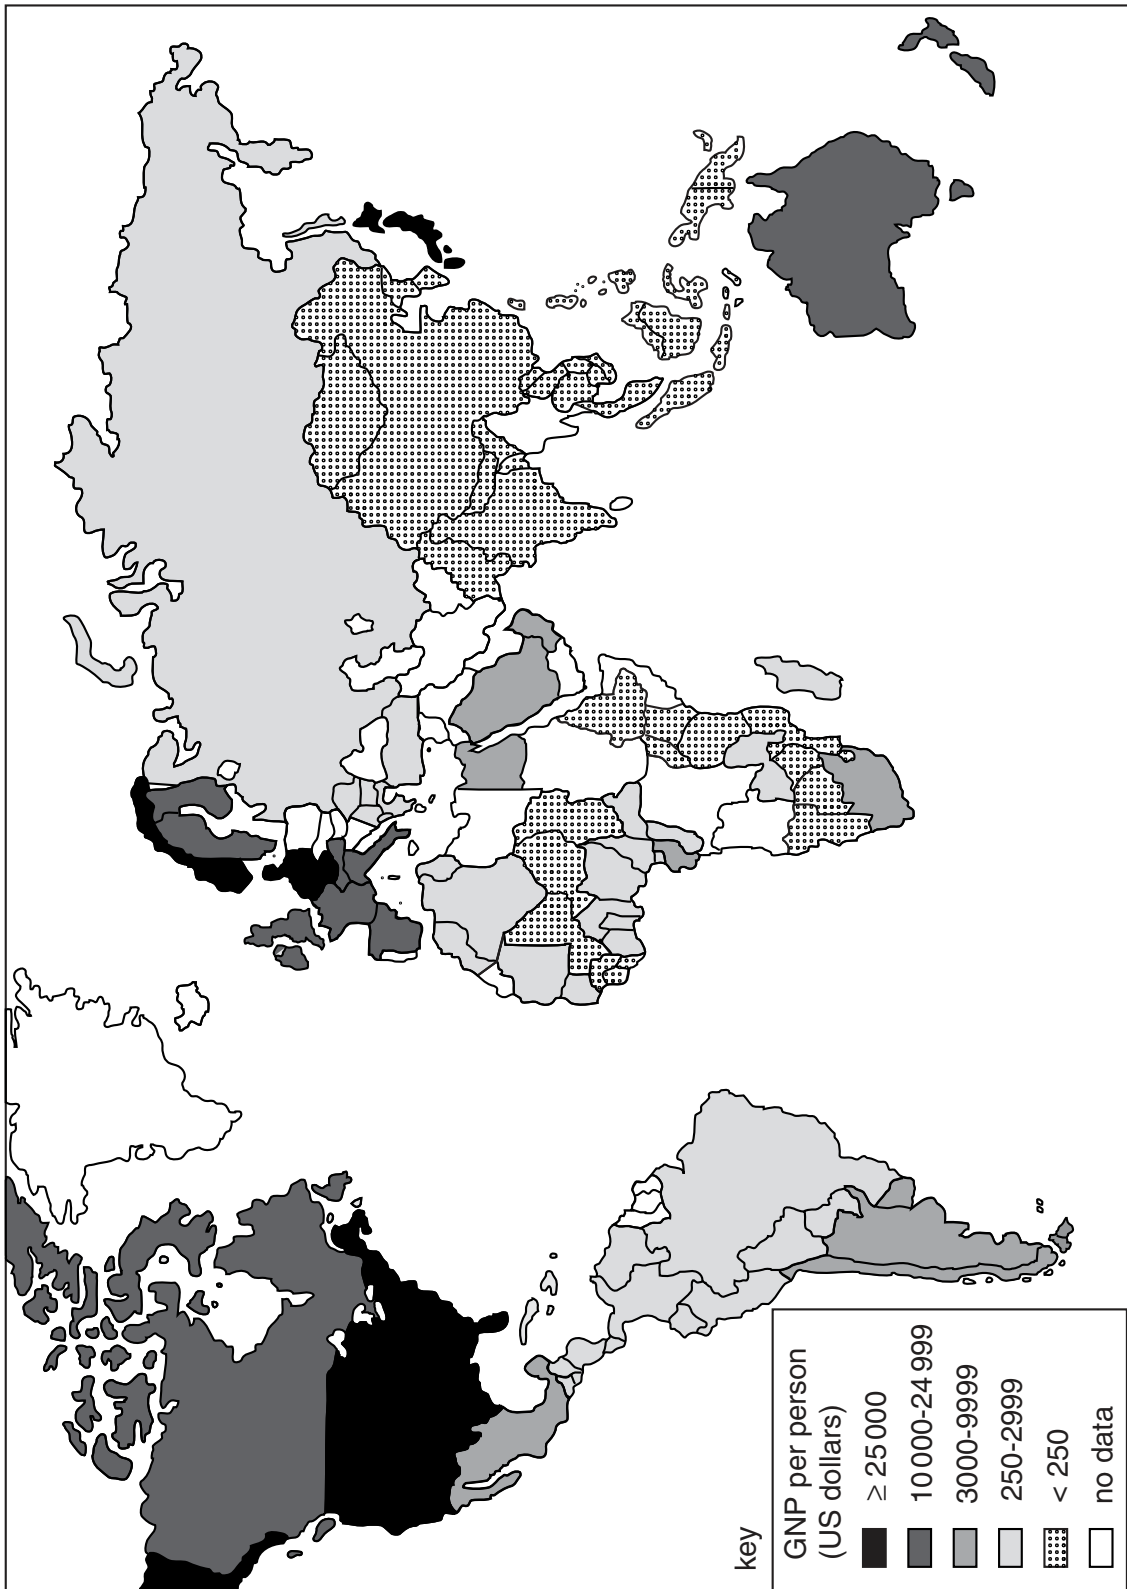 key
GNP per person
(US dollars)
≥ 25 000
10 000-24 999
3000-9999
250-2999
< 250
no data